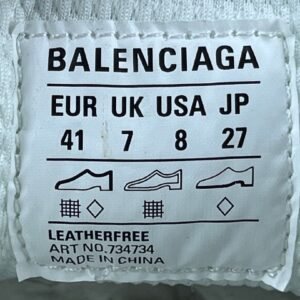 BALENCIAGA
EUR UK USA JP
41 7 8 27
LEATHERFREE
ART NO.734734
MADE IN CHINA